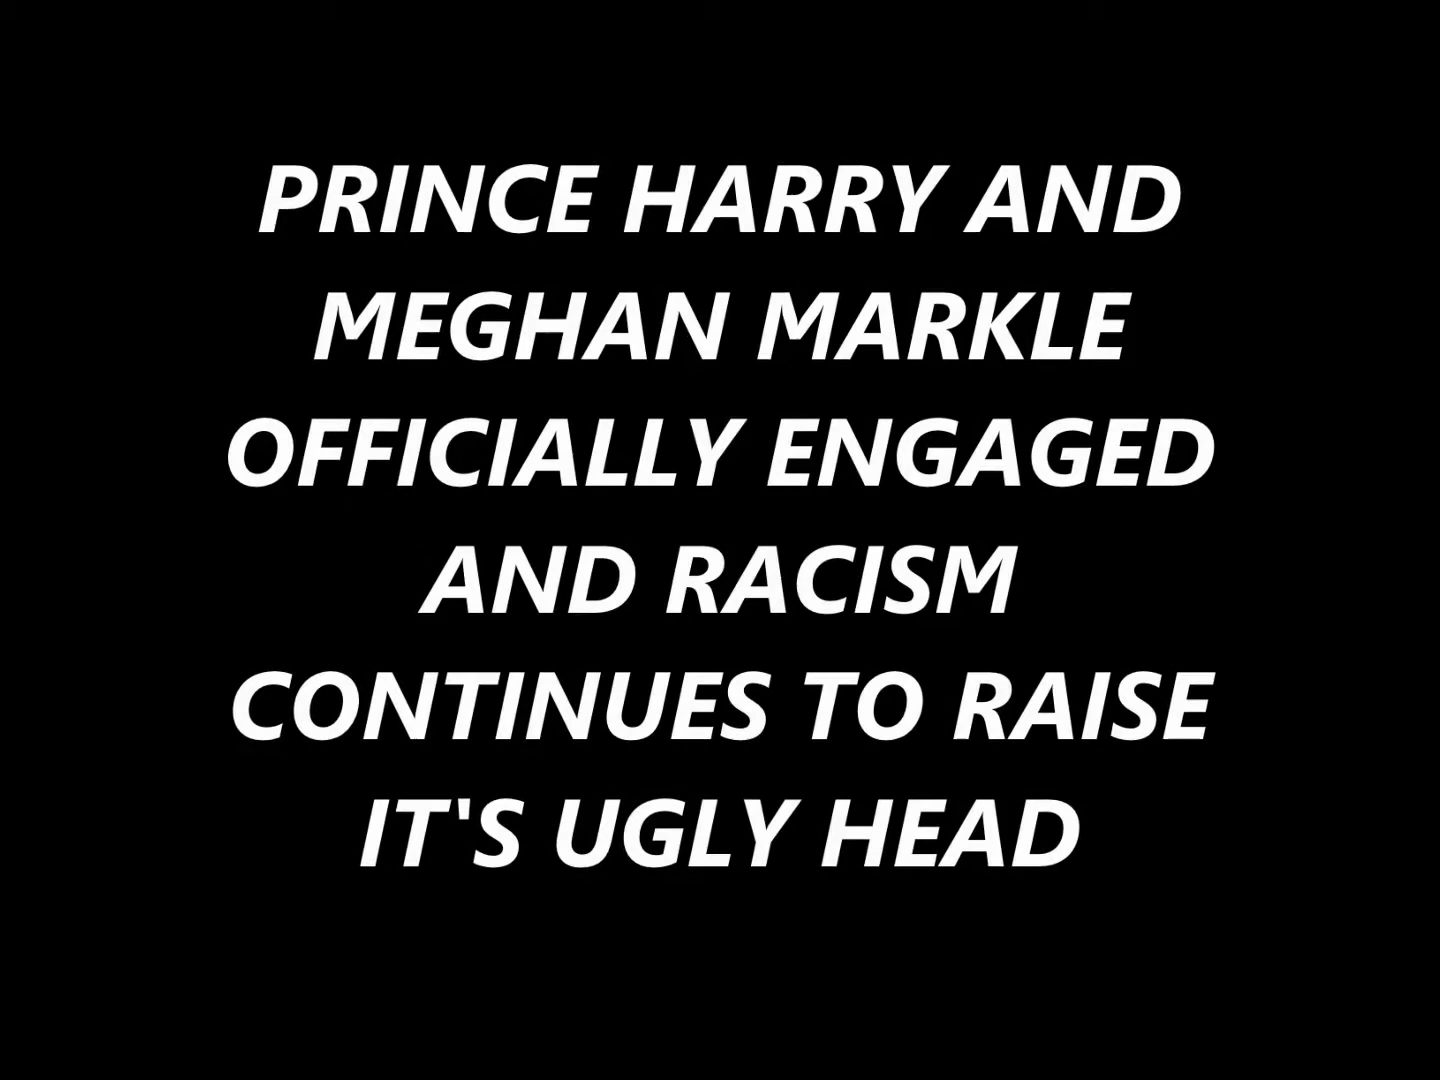 PRINCE HARRY AND
MEGHAN MARKLE
OFFICIALLY ENGAGED
AND RACISM
CONTINUES TO RAISE
IT'S UGLY HEAD